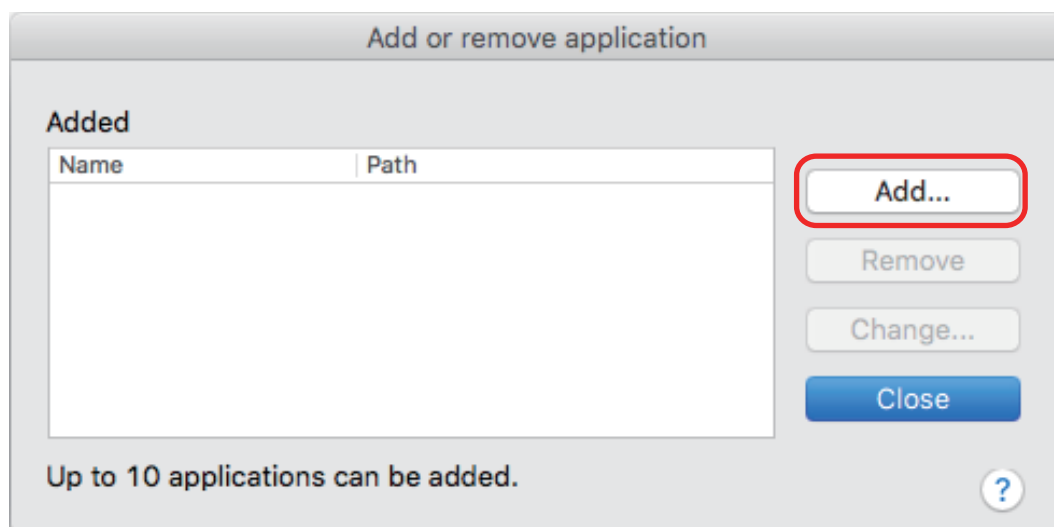 Add or remove application
Added
Name Path
Add...
Remove
Change...
Close
Up to 10 applications can be added.
?